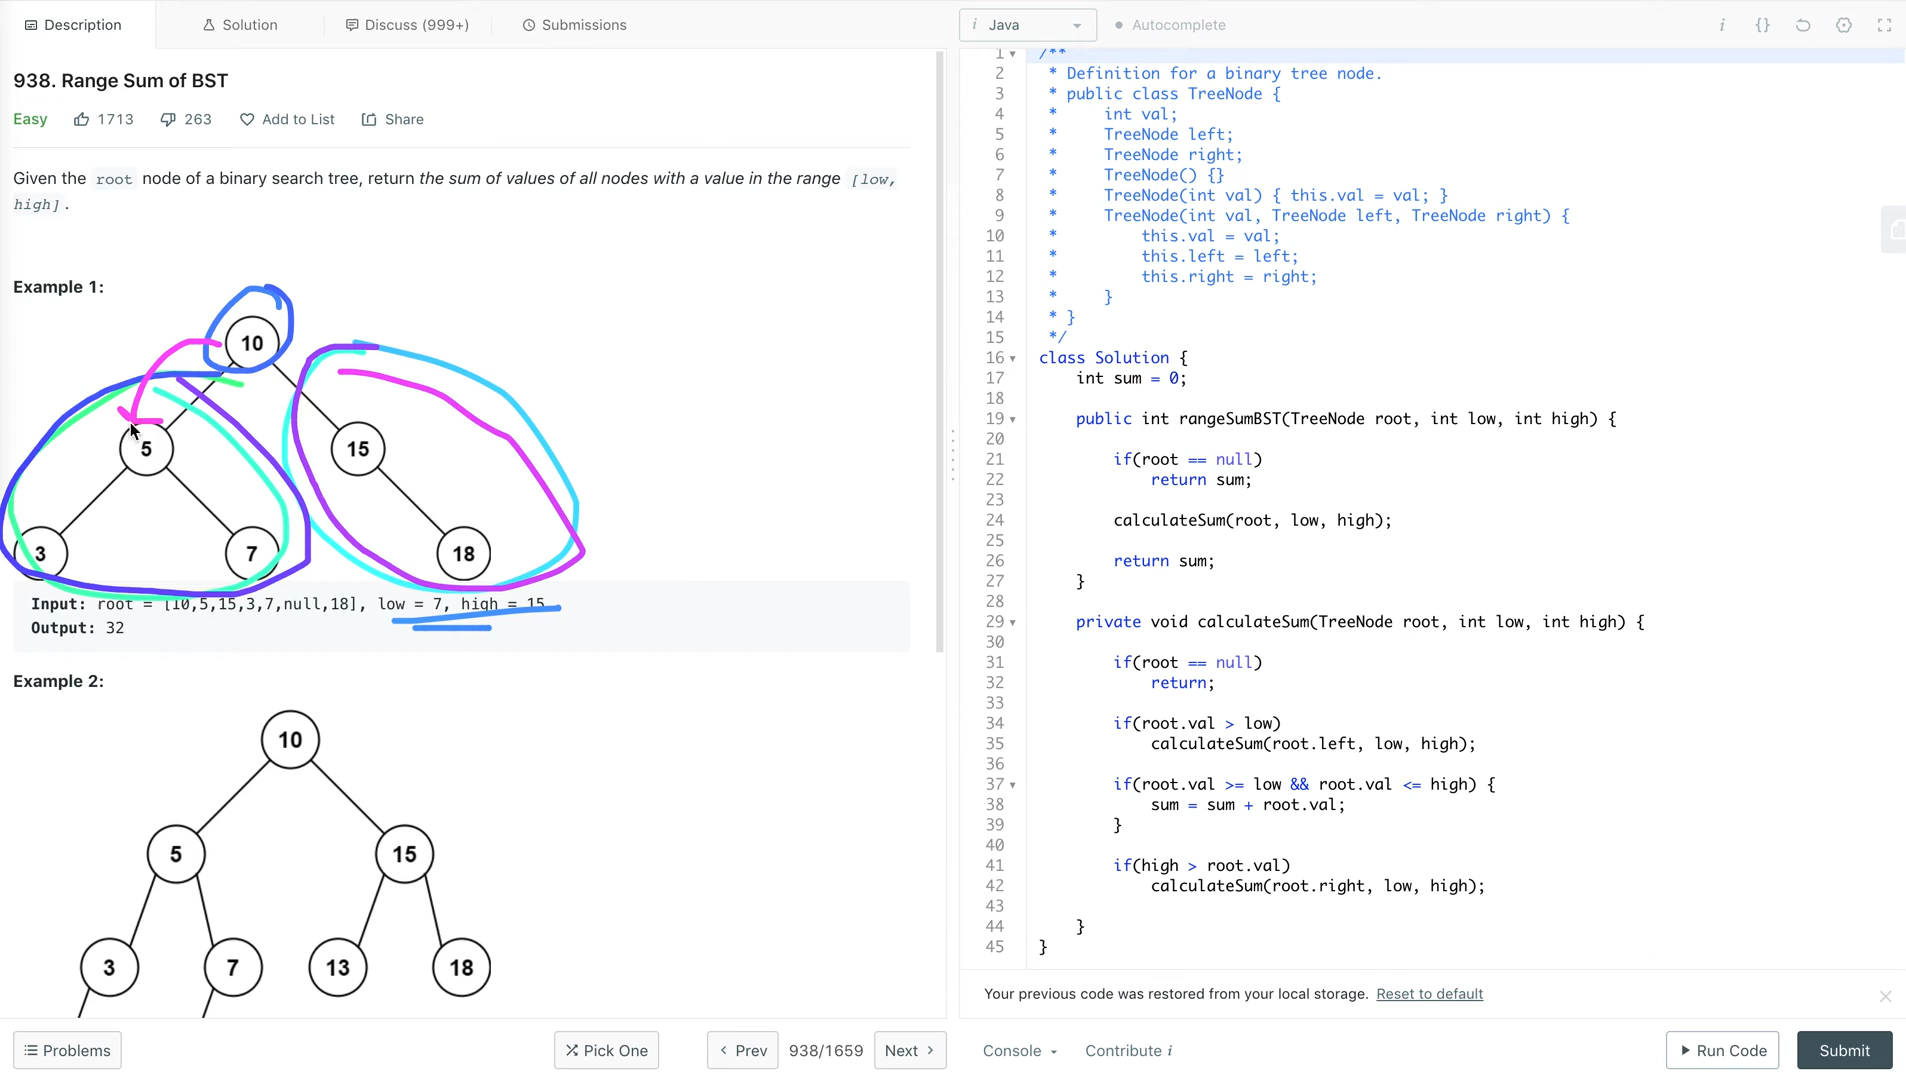 Description
Solution
Discuss (999+)
Submissions
938. Range Sum of BST
Easy 1713 263 Add to List Share
Given the root node of a binary search tree, return the sum of values of all nodes with a value in the range [low,
high].
Example 1:
10
5 15
3 7 18
Input: root = [10,5,15,3,7,null,18], low = 7, high = 15
Output: 32
Example 2:
10
5 15
3 7 13 18
Problems
Pick One
Prev 938/1659 Next
i Java
Autocomplete
i {}
1 /**
2 * Definition for a binary tree node.
3 * public class TreeNode {
4 * int val;
5 * TreeNode left;
6 * TreeNode right;
7 * TreeNode() {}
8 * TreeNode(int val) { this.val = val; }
9 * TreeNode(int val, TreeNode left, TreeNode right) {
10 * this.val = val;
11 * this.left = left;
12 * this.right = right;
13 * }
14 * }
15 */
16 class Solution {
17 int sum = 0;
18
19 public int rangeSumBST(TreeNode root, int low, int high) {
20
21 if(root == null)
22 return sum;
23
24 calculateSum(root, low, high);
25
26 return sum;
27 }
28
29 private void calculateSum(TreeNode root, int low, int high) {
30
31 if(root == null)
32 return;
33
34 if(root.val > low)
35 calculateSum(root.left, low, high);
36
37 if(root.val >= low && root.val <= high) {
38 sum = sum + root.val;
39 }
40
41 if(high > root.val)
42 calculateSum(root.right, low, high);
43
44 }
45 }
Your previous code was restored from your local storage. Reset to default
Console Contribute i
Run Code
Submit